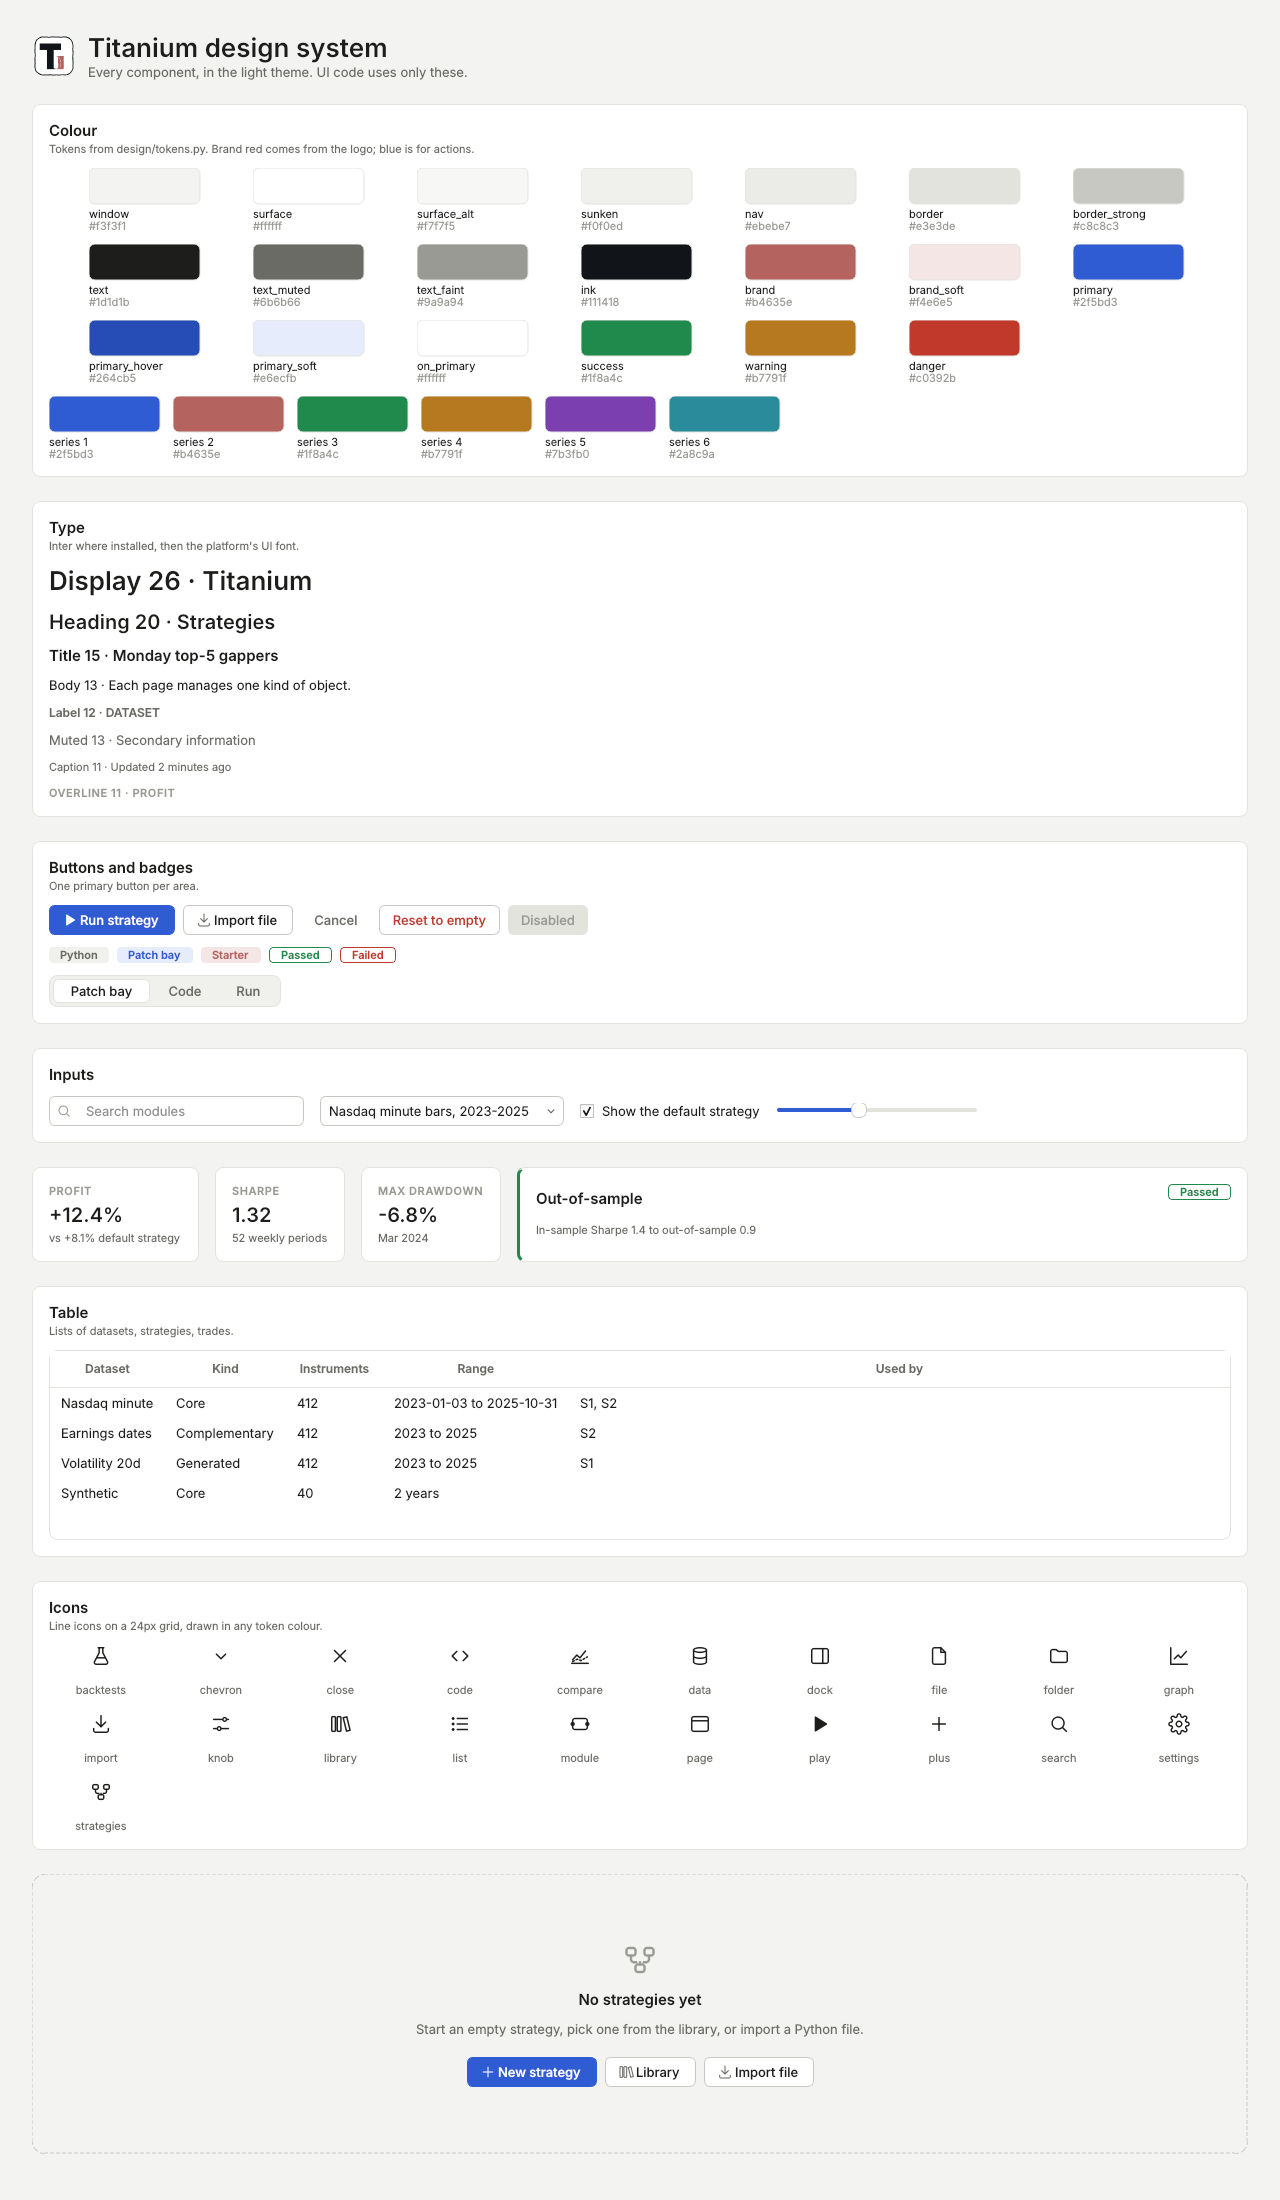 Titanium design system
Every component, in the light theme. UI code uses only these.
Colour
Tokens from design/tokens.py. Brand red comes from the logo; blue is for actions.
window surface surface_alt sunken nav border border_strong
#f3f3f1 #ffffff #f7f7f5 #f0f0ed #ebebe7 #e3e3de #c8c8c3
text text_muted text_faint ink brand brand_soft primary
#1d1d1b #6b6b66 #9a9a94 #111418 #b4635e #f4e6e5 #2f5bd3
primary_hover primary_soft on_primary success warning danger
#264cb5 #e6ecfb #ffffff #1f8a4c #b7791f #c0392b
series 1 series 2 series 3 series 4 series 5 series 6
#2f5bd3 #b4635e #1f8a4c #b7791f #7b3fb0 #2a8c9a
Type
Inter where installed, then the platform's UI font.
Display 26 · Titanium
Heading 20 · Strategies
Title 15 · Monday top-5 gappers
Body 13 · Each page manages one kind of object.
Label 12 · DATASET
Muted 13 · Secondary information
Caption 11 · Updated 2 minutes ago
OVERLINE 11 · PROFIT
Buttons and badges
One primary button per area.
Run strategy Import file Cancel Reset to empty Disabled
Python Patch bay Starter Passed Failed
Patch bay Code Run
Inputs
Search modules Nasdaq minute bars, 2023-2025 Show the default strategy
PROFIT
+12.4%
vs +8.1% default strategy
SHARPE
1.32
52 weekly periods
MAX DRAWDOWN
-6.8%
Mar 2024
Out-of-sample
Passed
In-sample Sharpe 1.4 to out-of-sample 0.9
Table
Lists of datasets, strategies, trades.
Dataset Kind Instruments Range Used by
Nasdaq minute Core 412 2023-01-03 to 2025-10-31 S1, S2
Earnings dates Complementary 412 2023 to 2025 S2
Volatility 20d Generated 412 2023 to 2025 S1
Synthetic Core 40 2 years
Icons
Line icons on a 24px grid, drawn in any token colour.
backtests chevron close code compare data dock file folder graph
import knob library list module page play plus search settings
strategies
No strategies yet
Start an empty strategy, pick one from the library, or import a Python file.
New strategy Library Import file